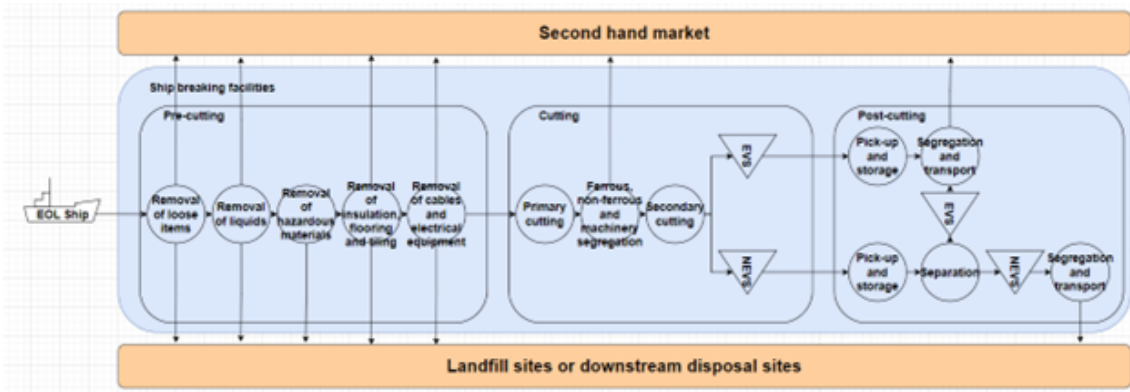 Second hand market
Ship breaking facilities
Pre-cutting
Cutting
Post-cutting
EOL Ship
Removal
of loose
items
Removal
of liquids
Removal
of
hazardous
materials
Removal
of
insulation,
flooring
and tiling
Removal
of cables
and
electrical
equipment
Primary
cutting
Ferrous,
non-ferrous
and
machinery
segregation
Secondary
cutting
EVS
NEVS
Pick-up
and
storage
Segregation
and
transport
EVS
Pick-up
and
storage
Separation
NEVS
Segregation
and
transport
Landfill sites or downstream disposal sites